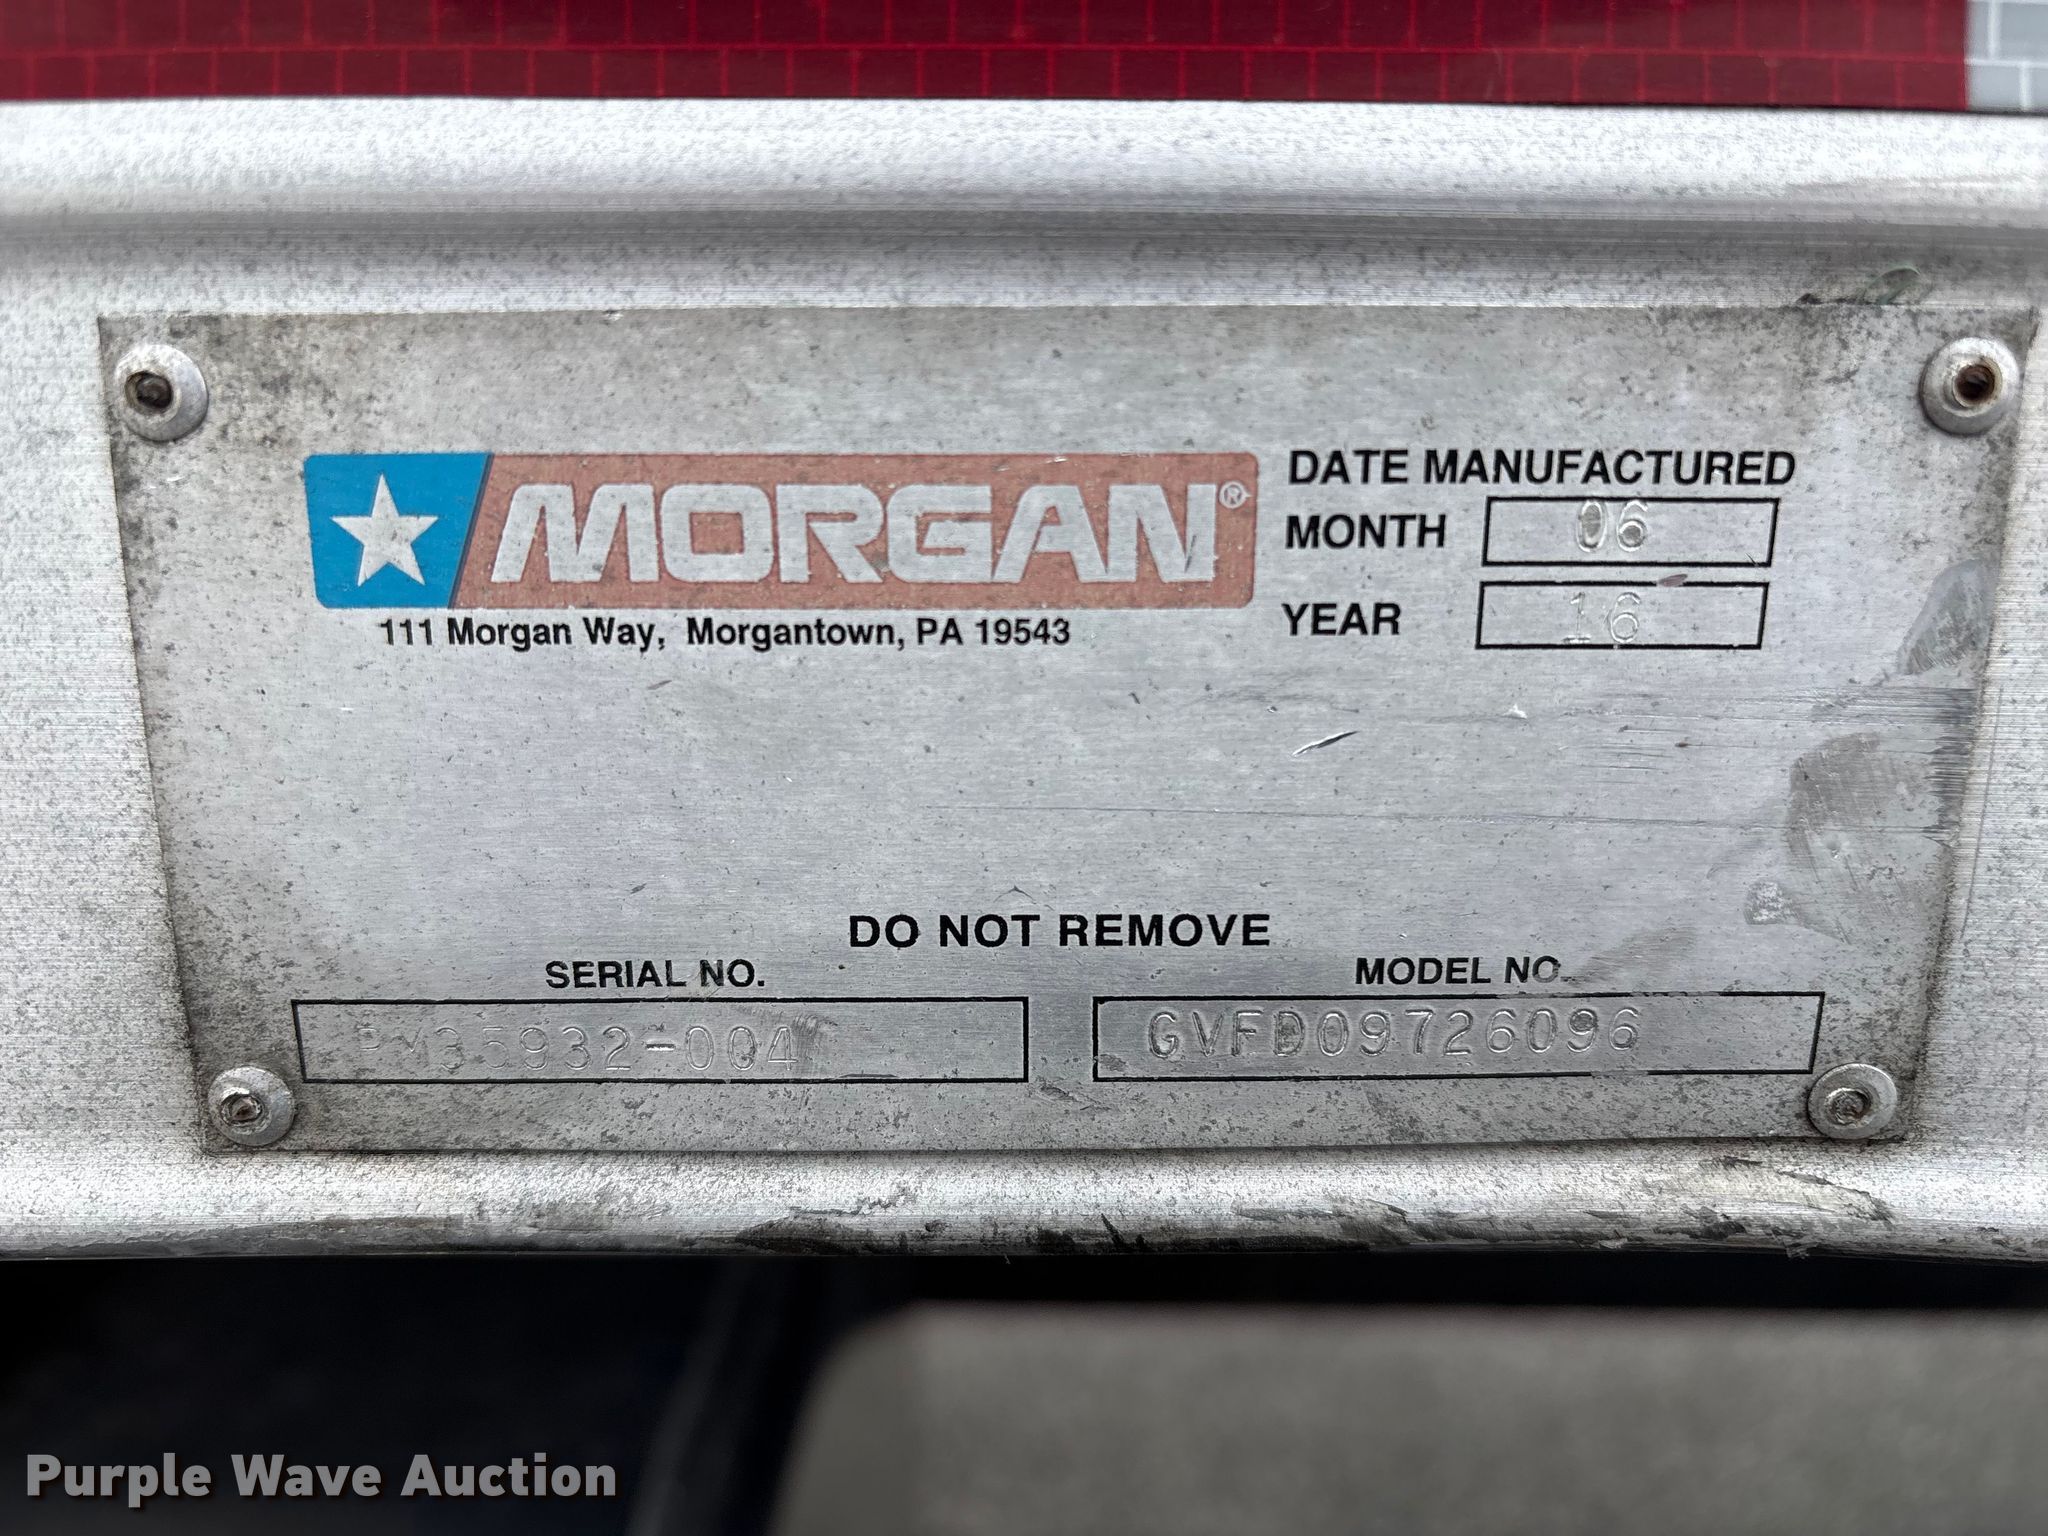 MORGAN®
111 Morgan Way, Morgantown, PA 19543
DATE MANUFACTURED
MONTH 06
YEAR 16
DO NOT REMOVE
SERIAL NO. MODEL NO.
GVFD09726096
Purple Wave Auction